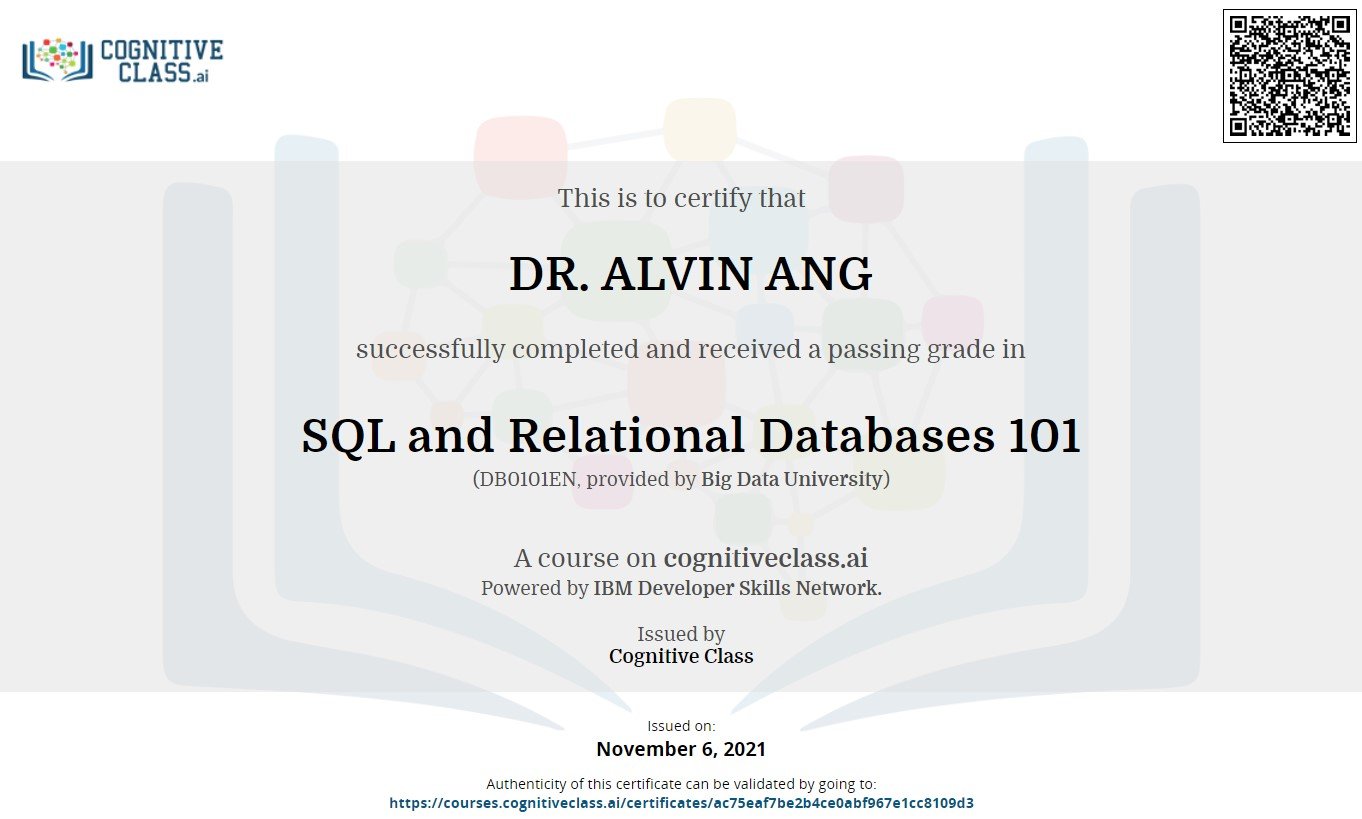 COGNITIVE
CLASS.ai
This is to certify that
DR. ALVIN ANG
successfully completed and received a passing grade in
SQL and Relational Databases 101
(DB0101EN, provided by Big Data University)
A course on cognitiveclass.ai
Powered by IBM Developer Skills Network.
Issued by
Cognitive Class
Issued on:
November 6, 2021
Authenticity of this certificate can be validated by going to:
https://courses.cognitiveclass.ai/certificates/ac75eaf7be2b4ce0abf967e1cc8109d3